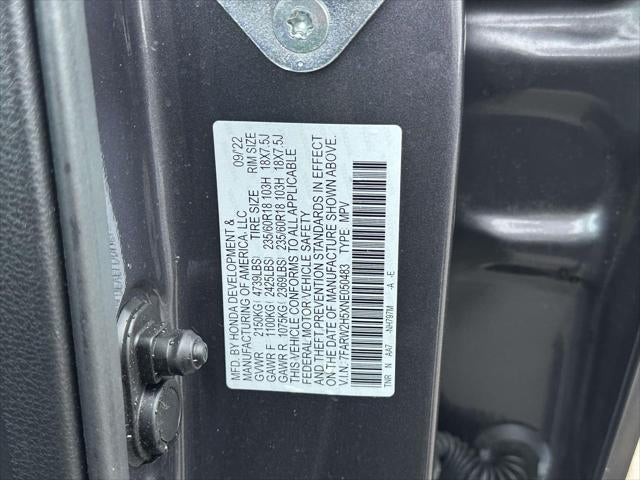 MFD. BY HONDA DEVELOPMENT & 09/22
MANUFACTURING OF AMERICA, LLC
GVWR 2150KG( 4739LBS) TIRE SIZE RIM SIZE
GAWR F 1100KG( 2425LBS) 235/60R18 103H 18X7.5J
GAWR R 1075KG( 2369LBS) 235/60R18 103H 18X7.5J
THIS VEHICLE CONFORMS TO ALL APPLICABLE
FEDERAL MOTOR VEHICLE SAFETY
AND THEFT PREVENTION STANDARDS IN EFFECT
ON THE DATE OF MANUFACTURE SHOWN ABOVE.
V.I.N: 7FARW2H5XNE050483 TYPE: MPV
TNR N AA7 NH797M -A -E